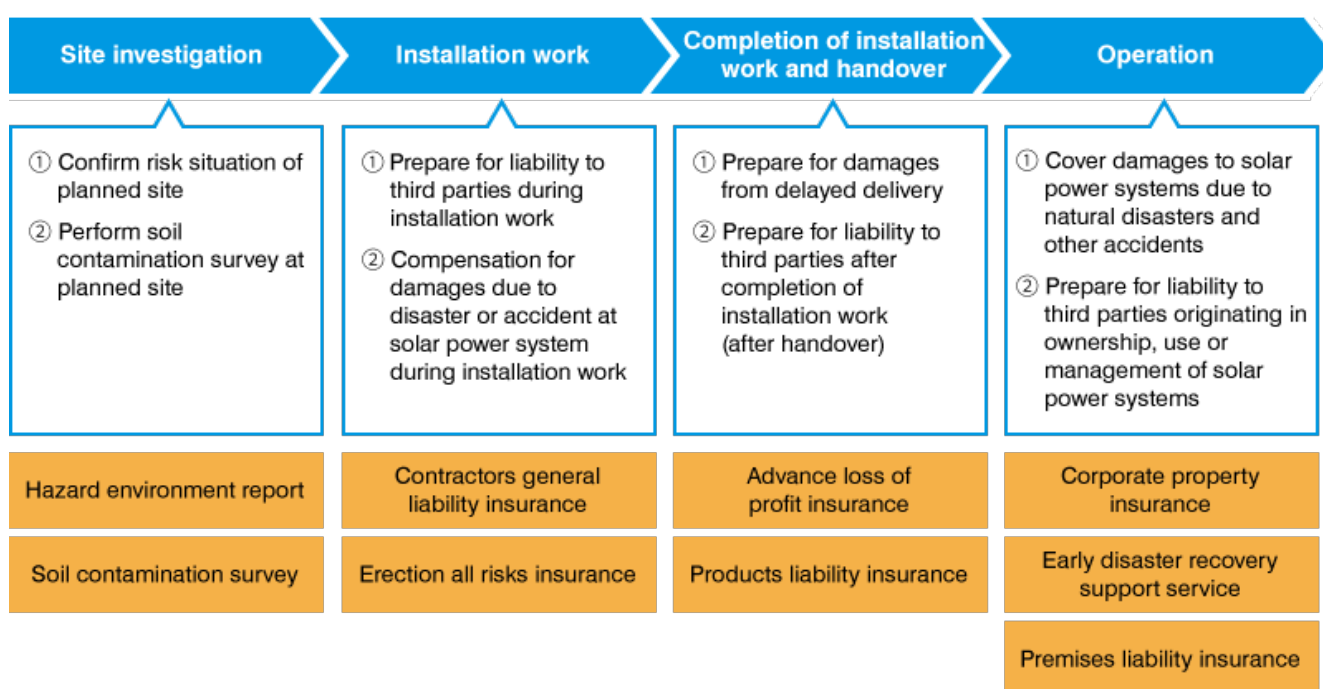 Site investigation
Installation work
Completion of installation
work and handover
Operation
① Confirm risk situation of
planned site
② Perform soil
contamination survey at
planned site
① Prepare for liability to
third parties during
installation work
② Compensation for
damages due to
disaster or accident at
solar power system
during installation work
① Prepare for damages
from delayed delivery
② Prepare for liability to
third parties after
completion of
installation work
(after handover)
① Cover damages to solar
power systems due to
natural disasters and
other accidents
② Prepare for liability to
third parties originating in
ownership, use or
management of solar
power systems
Hazard environment report
Contractors general
liability insurance
Advance loss of
profit insurance
Corporate property
insurance
Soil contamination survey
Erection all risks insurance
Products liability insurance
Early disaster recovery
support service
Premises liability insurance